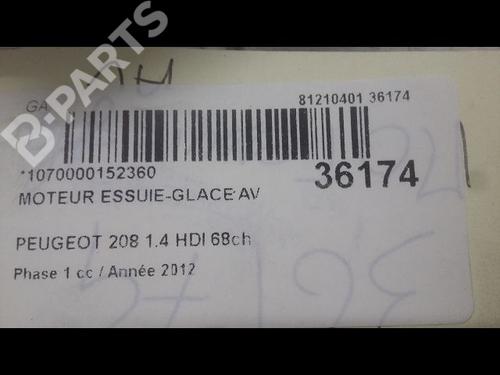 B-PARTS
GA
81210401 36174
*1070000152360
36174
MOTEUR ESSUIE-GLACE AV
PEUGEOT 208 1.4 HDI 68ch
Phase 1 cc / Année 2012